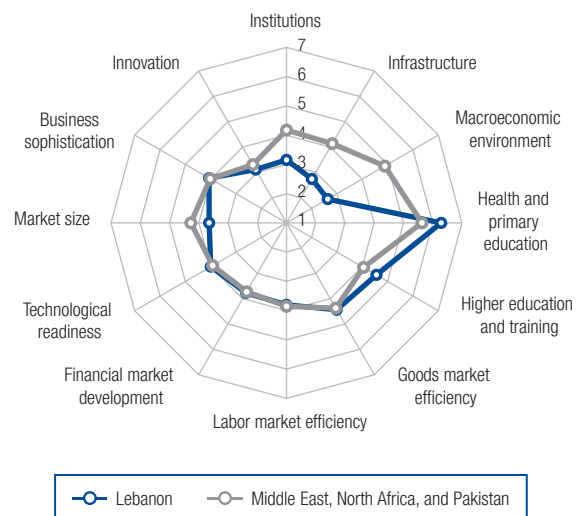 Institutions
7
6
5
4
3
2
1
Infrastructure
Macroeconomic
environment
Health and
primary
education
Higher education
and training
Goods market
efficiency
Labor market efficiency
Financial market
development
Technological
readiness
Market size
Business
sophistication
Innovation
Lebanon
Middle East, North Africa, and Pakistan